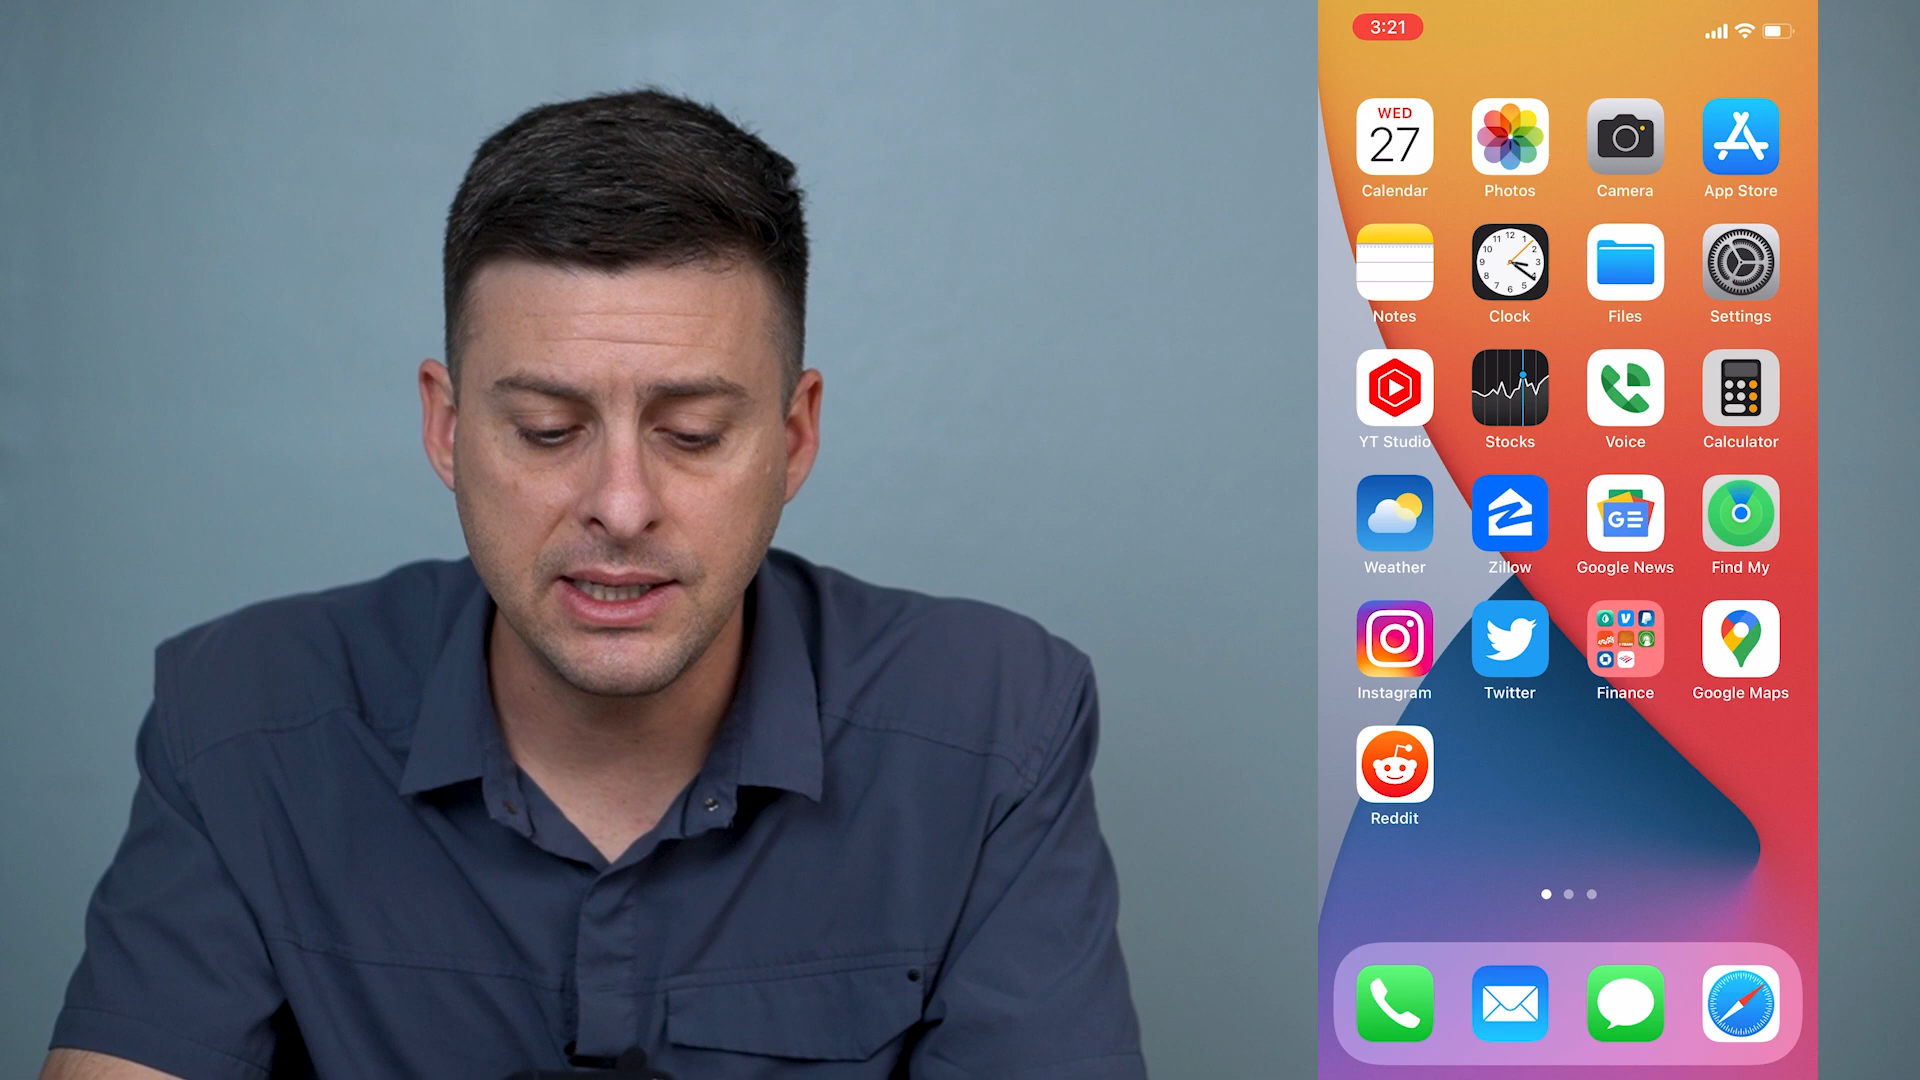 3:21
WED
27
Calendar
Photos
Camera
App Store
Notes
Clock
Files
Settings
YT Studio
Stocks
Voice
Calculator
Weather
Zillow
Google News
Find My
Instagram
Twitter
Finance
Google Maps
Reddit